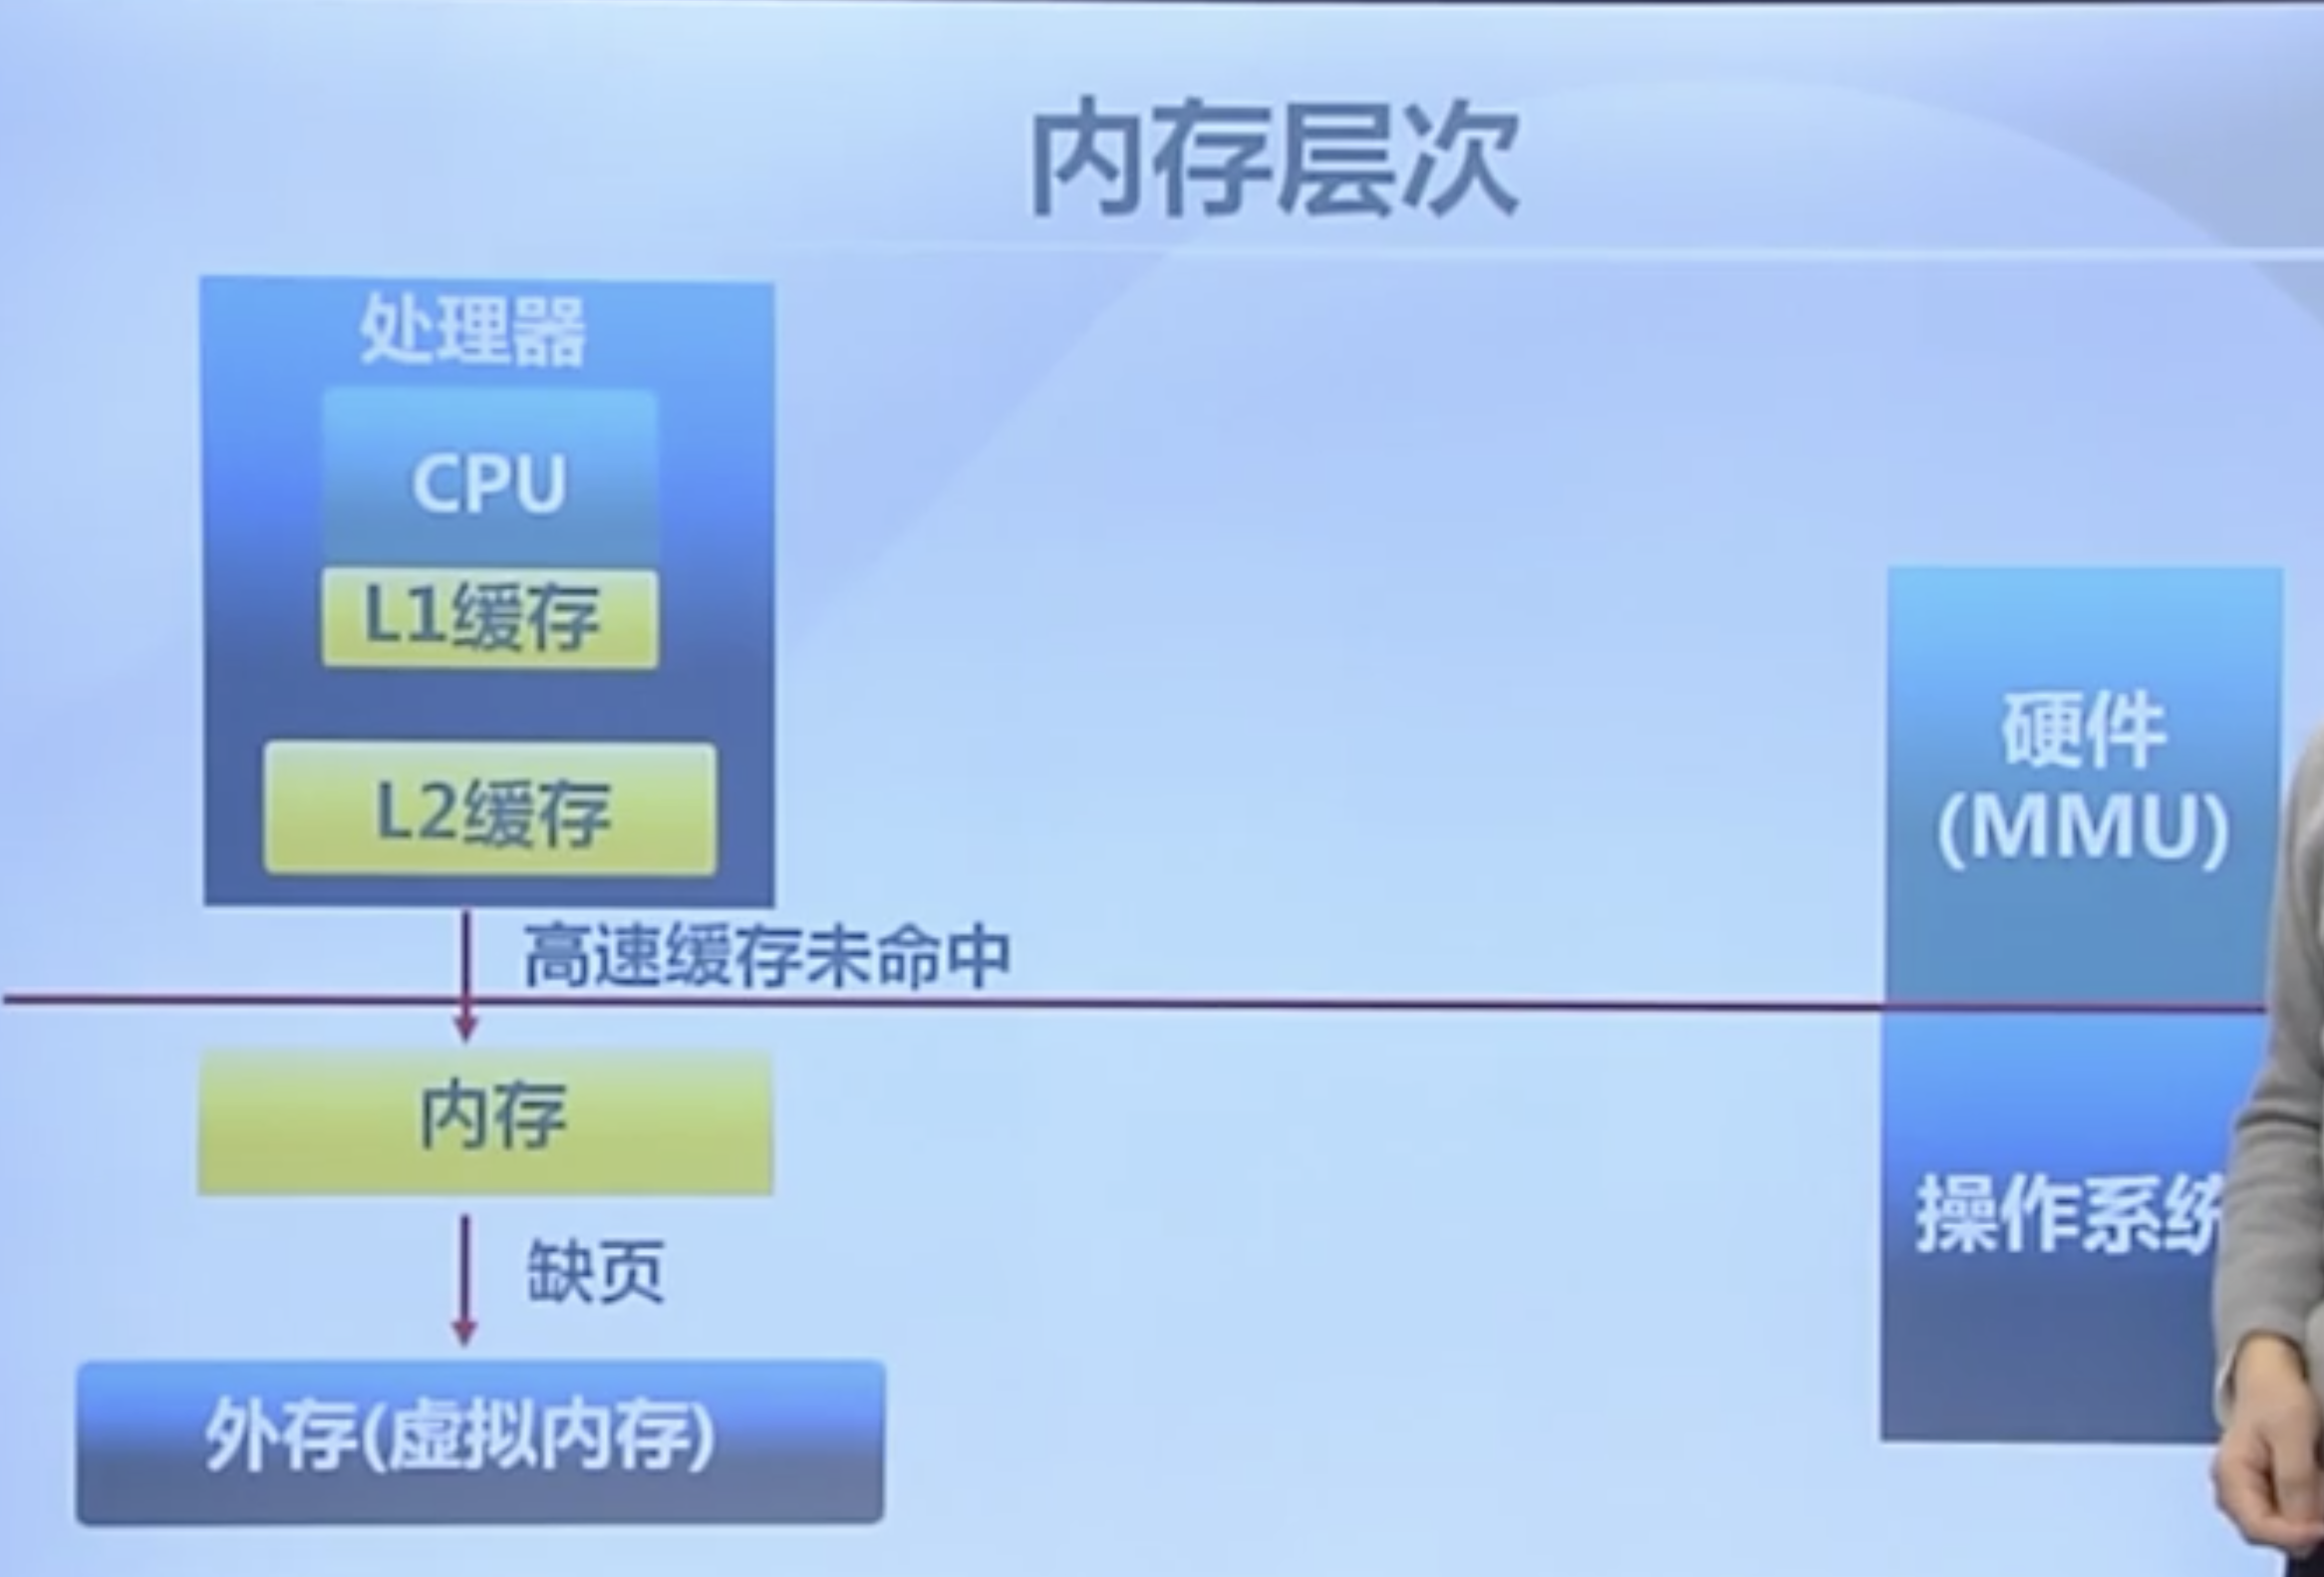 内存层次
处理器
CPU
L1缓存
L2缓存
高速缓存未命中
内存
缺页
外存(虚拟内存)
硬件
(MMU)
操作系统